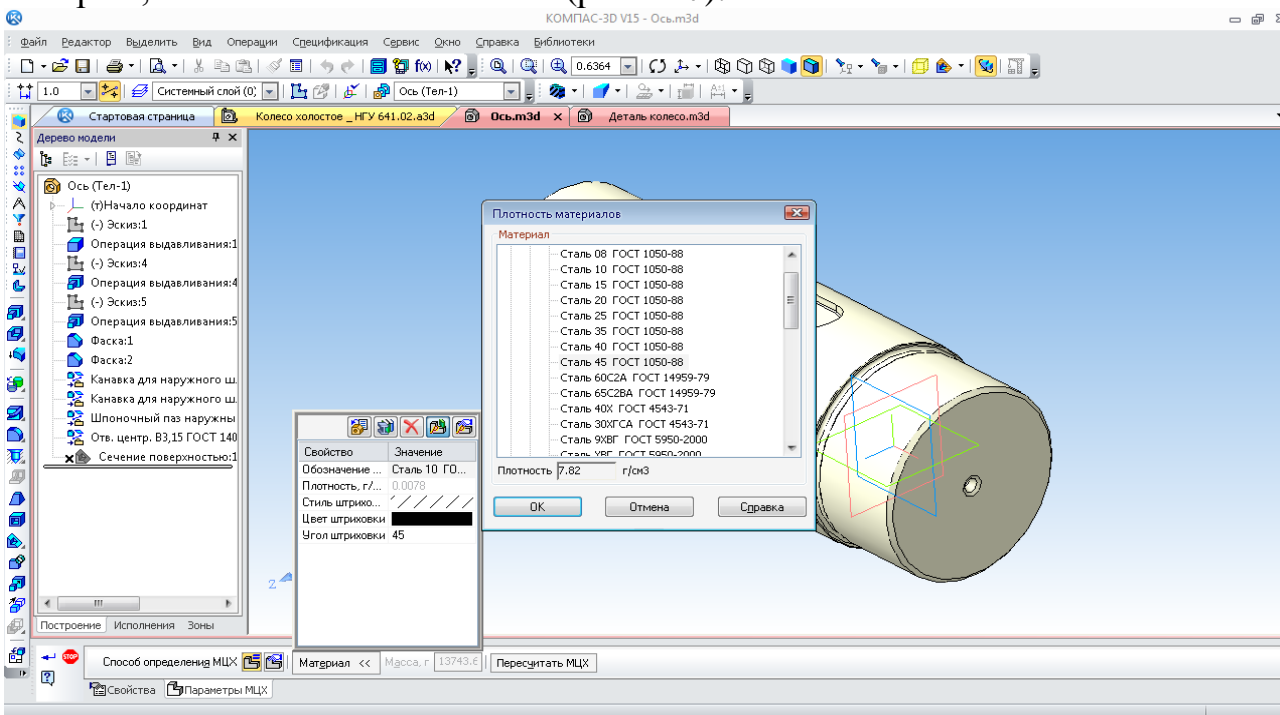 КОМПАС-3D V15 - Ось.m3d
Файл Редактор Выделить Вид Операции Спецификация Сервис Окно Справка Библиотеки
f(x) 0.6364
1.0 Системный слой (0) Ось (Тел-1)
Стартовая страница Колесо холостое _ НГУ 641.02.a3d Ось.m3d Деталь колесо.m3d
Дерево модели
Ось (Тел-1)
(т)Начало координат
(-) Эскиз:1
Операция выдавливания:1
(-) Эскиз:4
Операция выдавливания:4
(-) Эскиз:5
Операция выдавливания:5
Фаска:1
Фаска:2
Канавка для наружного ш
Канавка для наружного ш
Шпоночный паз наружны
Отв. центр. B3,15 ГОСТ 140
Сечение поверхностью:1
Построение Исполнения Зоны
Плотность материалов
Материал
Сталь 08 ГОСТ 1050-88
Сталь 10 ГОСТ 1050-88
Сталь 15 ГОСТ 1050-88
Сталь 20 ГОСТ 1050-88
Сталь 25 ГОСТ 1050-88
Сталь 35 ГОСТ 1050-88
Сталь 40 ГОСТ 1050-88
Сталь 45 ГОСТ 1050-88
Сталь 60С2А ГОСТ 14959-79
Сталь 65С2ВА ГОСТ 14959-79
Сталь 40Х ГОСТ 4543-71
Сталь 30ХГСА ГОСТ 4543-71
Сталь 9ХВГ ГОСТ 5950-2000
Сталь ХВГ ГОСТ 5950-2000
Плотность 7.82 г/см3
OK Отмена Справка
Свойство Значение
Обозначение ... Сталь 10 ГО...
Плотность, г/... 0.0078
Стиль штрихо...
Цвет штриховки
Угол штриховки 45
Z
STOP Способ определения МЦХ Материал << Масса, г 13743.6 Пересчитать МЦХ
Свойства Параметры МЦХ